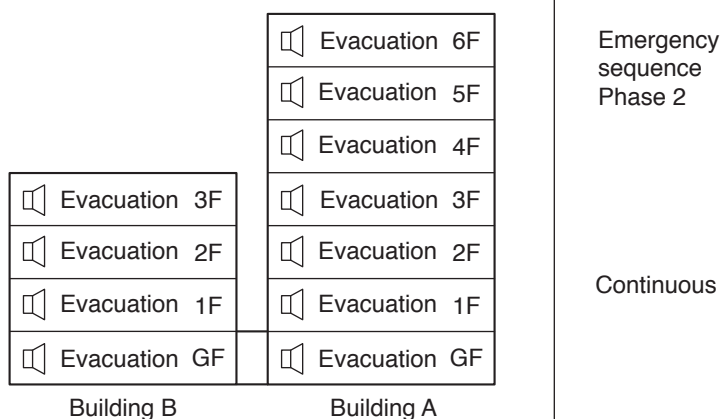 Evacuation 6F
Evacuation 5F
Evacuation 4F
Evacuation 3F
Evacuation 3F
Evacuation 2F
Evacuation 2F
Evacuation 1F
Evacuation 1F
Evacuation GF
Evacuation GF
Building B
Building A
Emergency
sequence
Phase 2
Continuous